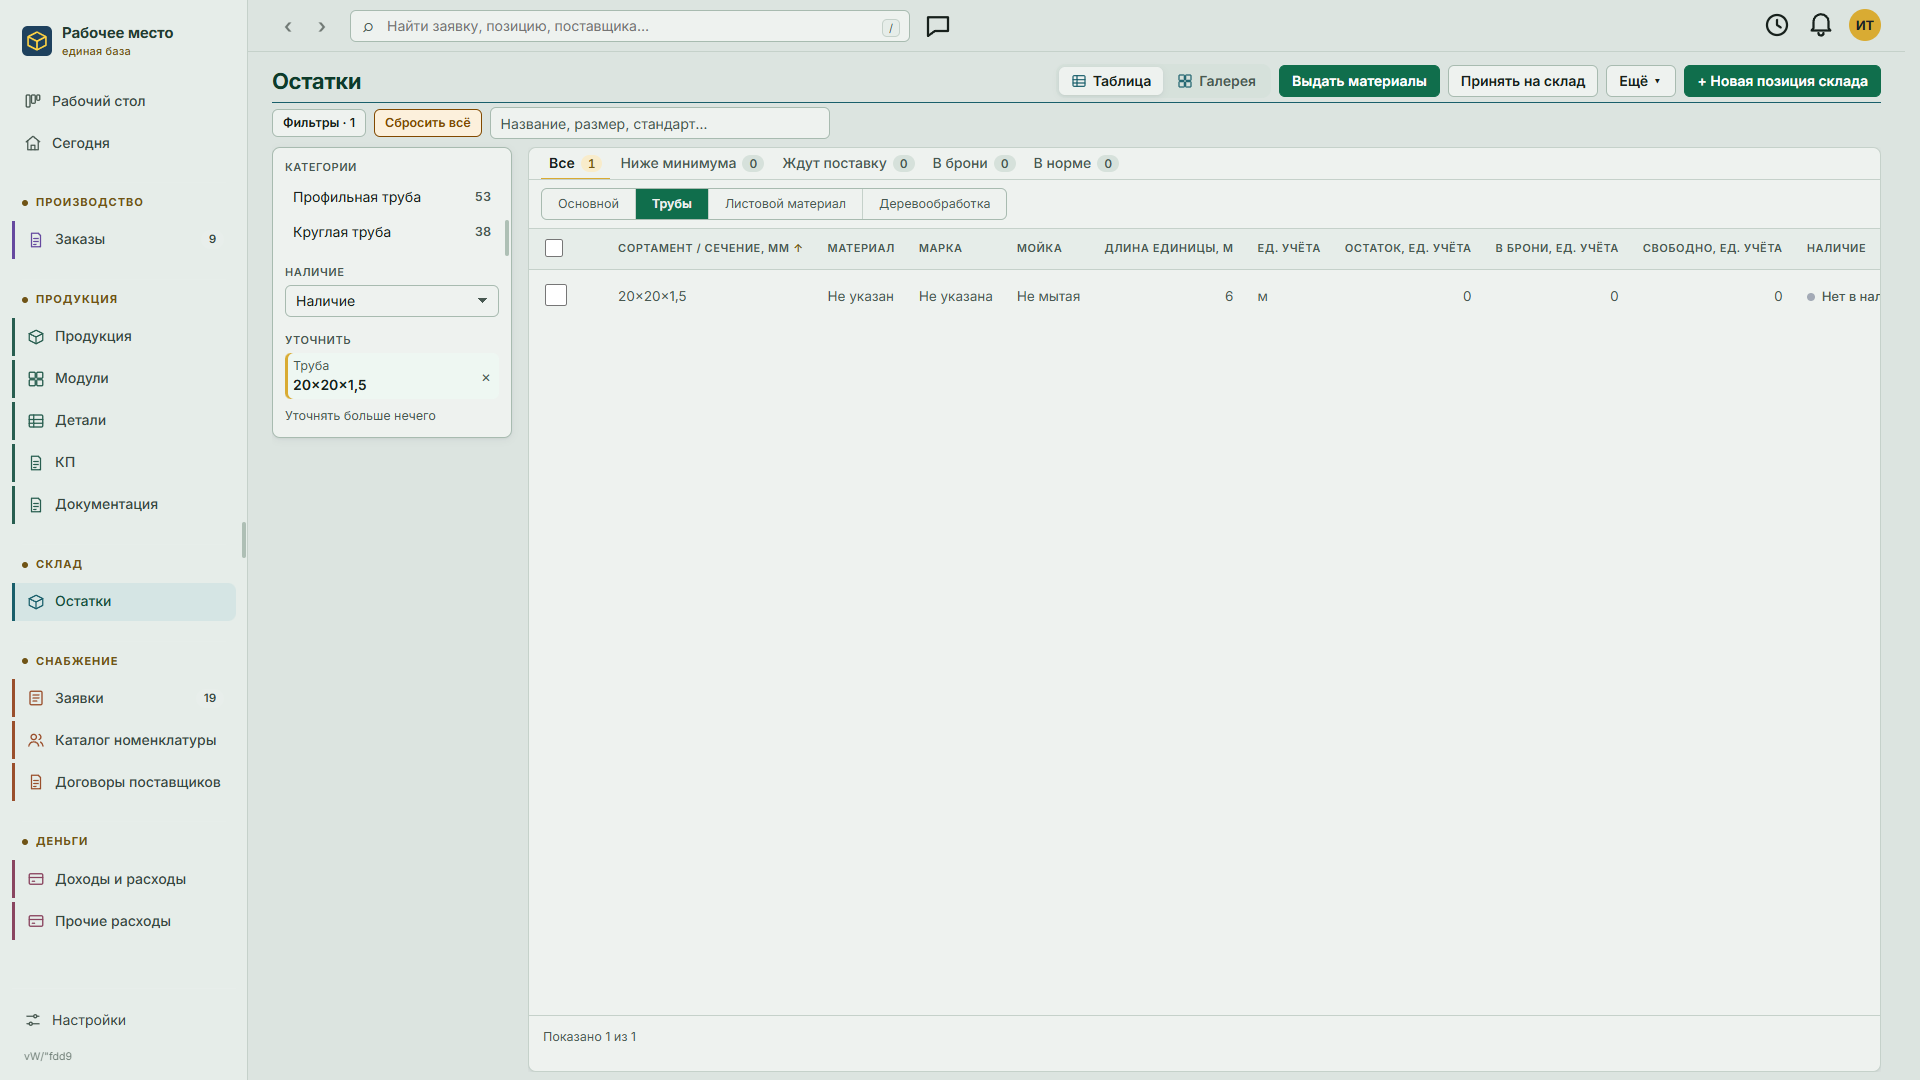 Рабочее место
единая база
Рабочий стол
Сегодня
ПРОИЗВОДСТВО
Заказы 9
ПРОДУКЦИЯ
Продукция
Модули
Детали
КП
Документация
СКЛАД
Остатки
СНАБЖЕНИЕ
Заявки 19
Каталог номенклатуры
Договоры поставщиков
ДЕНЬГИ
Доходы и расходы
Прочие расходы
Настройки
vW/"fdd9
Найти заявку, позицию, поставщика... /
ИТ
Остатки
Таблица Галерея Выдать материалы Принять на склад Ещё + Новая позиция склада
Фильтры · 1 Сбросить всё Название, размер, стандарт...
КАТЕГОРИИ
Профильная труба 53
Круглая труба 38
НАЛИЧИЕ
Наличие
УТОЧНИТЬ
Труба
20×20×1,5 ×
Уточнять больше нечего
Все 1 Ниже минимума 0 Ждут поставку 0 В брони 0 В норме 0
Основной Трубы Листовой материал Деревообработка
СОРТАМЕНТ / СЕЧЕНИЕ, ММ ↑ МАТЕРИАЛ МАРКА МОЙКА ДЛИНА ЕДИНИЦЫ, М ЕД. УЧЁТА ОСТАТОК, ЕД. УЧЁТА В БРОНИ, ЕД. УЧЁТА СВОБОДНО, ЕД. УЧЁТА НАЛИЧИЕ
20×20×1,5 Не указан Не указана Не мытая 6 м 0 0 0 Нет в нал
Показано 1 из 1